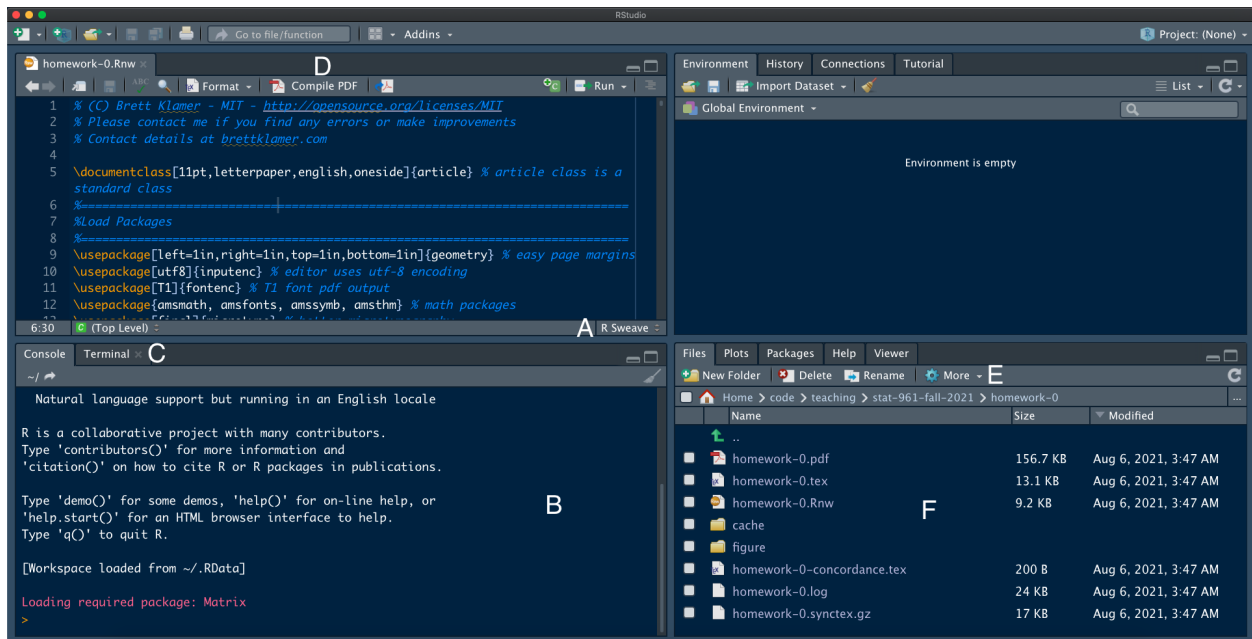 RStudio
Go to file/function
Addins
Project: (None)
homework-0.Rnw
D
ABC
Format
Compile PDF
Run
1 % (C) Brett Klamer - MIT - http://opensource.org/licenses/MIT
2 % Please contact me if you find any errors or make improvements
3 % Contact details at brettklamer.com
4
5 \documentclass[11pt,letterpaper,english,oneside]{article} % article class is a
standard class
6 %==============================================================================
7 %Load Packages
8 %==============================================================================
9 \usepackage[left=1in,right=1in,top=1in,bottom=1in]{geometry} % easy page margins
10 \usepackage[utf8]{inputenc} % editor uses utf-8 encoding
11 \usepackage[T1]{fontenc} % T1 font pdf output
12 \usepackage{amsmath, amsfonts, amssymb, amsthm} % math packages
6:30 C (Top Level)
A R Sweave
Environment History Connections Tutorial
Import Dataset
List
Global Environment
Environment is empty
Console Terminal C
~/
Natural language support but running in an English locale
R is a collaborative project with many contributors.
Type 'contributors()' for more information and
'citation()' on how to cite R or R packages in publications.
Type 'demo()' for some demos, 'help()' for on-line help, or
'help.start()' for an HTML browser interface to help.
Type 'q()' to quit R.
[Workspace loaded from ~/.RData]
Loading required package: Matrix
>
B
Files Plots Packages Help Viewer
New Folder Delete Rename More E
Home code teaching stat-961-fall-2021 homework-0 ...
Name Size Modified
..
homework-0.pdf 156.7 KB Aug 6, 2021, 3:47 AM
homework-0.tex 13.1 KB Aug 6, 2021, 3:47 AM
homework-0.Rnw 9.2 KB Aug 6, 2021, 3:47 AM
F
cache
figure
homework-0-concordance.tex 200 B Aug 6, 2021, 3:47 AM
homework-0.log 24 KB Aug 6, 2021, 3:47 AM
homework-0.synctex.gz 17 KB Aug 6, 2021, 3:47 AM